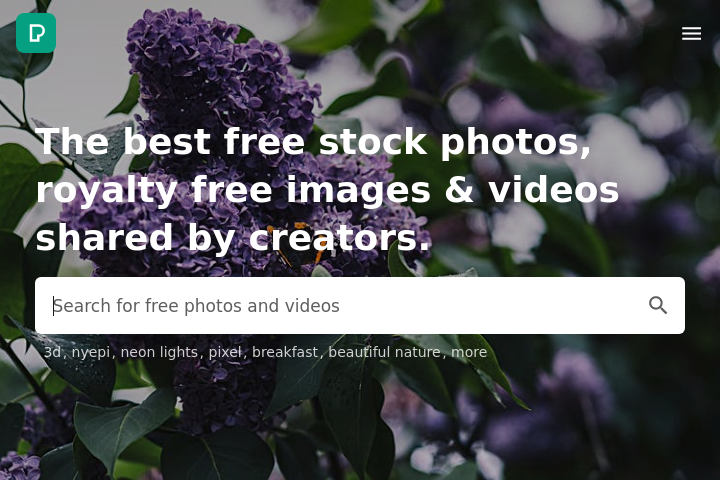 The best free stock photos,
royalty free images & videos
shared by creators.
Search for free photos and videos
3d, nyepi, neon lights, pixel, breakfast, beautiful nature, more